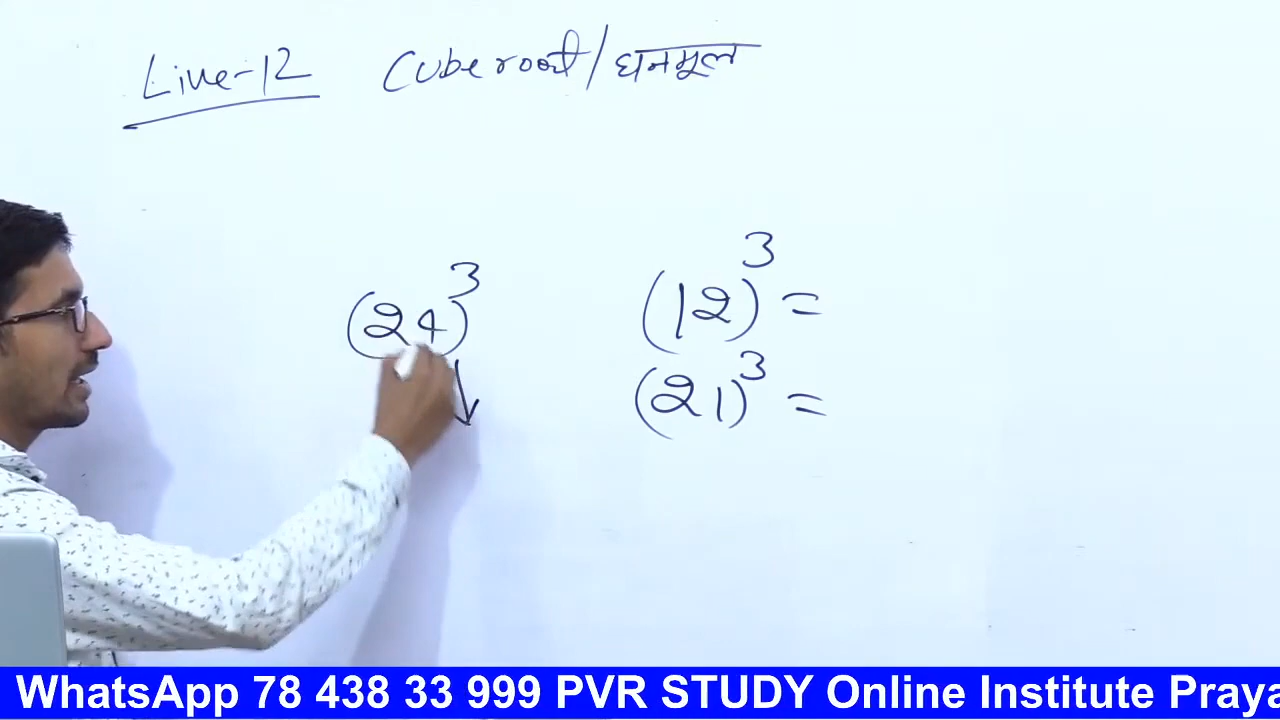 Live-12 Cube root/घनमूल
(24)³
(12)³ =
(21)³ =
WhatsApp 78 438 33 999 PVR STUDY Online Institute Praya